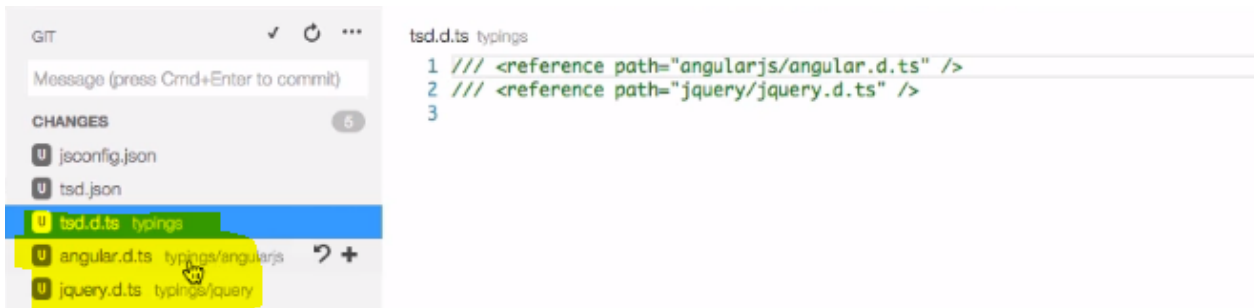 GIT
Message (press Cmd+Enter to commit)
CHANGES 5
U jsconfig.json
U tsd.json
U tsd.d.ts typings
U angular.d.ts typings/angularjs
U jquery.d.ts typings/jquery
tsd.d.ts typings
1 /// <reference path="angularjs/angular.d.ts" />
2 /// <reference path="jquery/jquery.d.ts" />
3